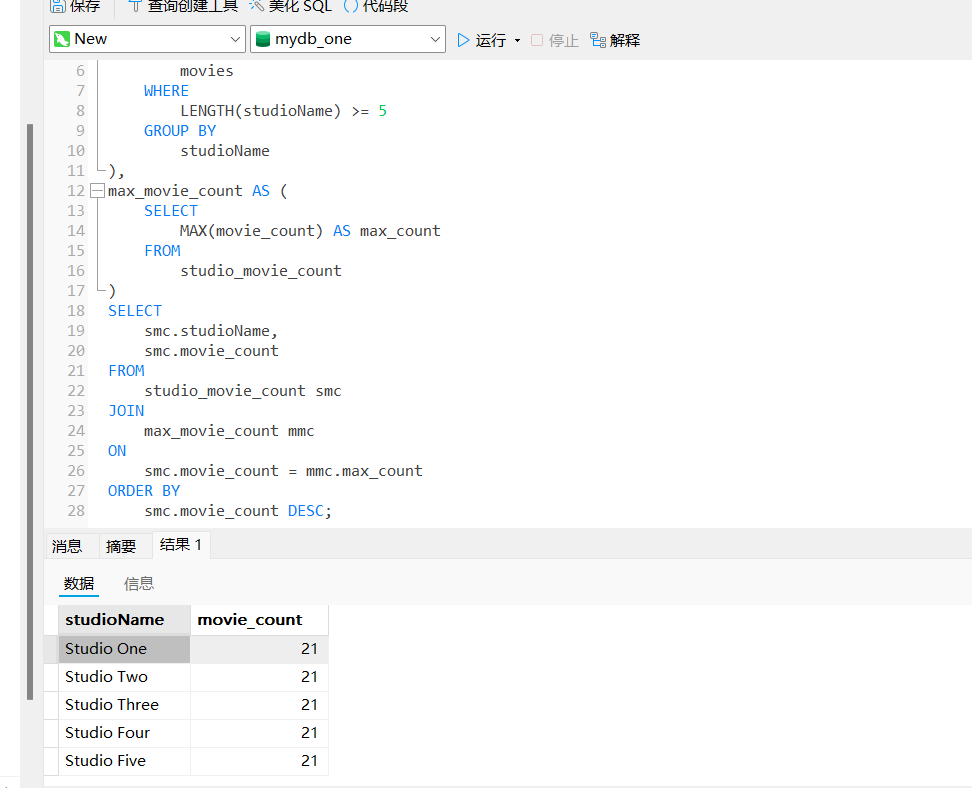 保存 查询创建工具 美化 SQL () 代码段
New mydb_one 运行 停止 解释
6 movies
7 WHERE
8 LENGTH(studioName) >= 5
9 GROUP BY
10 studioName
11 ),
12 max_movie_count AS (
13 SELECT
14 MAX(movie_count) AS max_count
15 FROM
16 studio_movie_count
17 )
18 SELECT
19 smc.studioName,
20 smc.movie_count
21 FROM
22 studio_movie_count smc
23 JOIN
24 max_movie_count mmc
25 ON
26 smc.movie_count = mmc.max_count
27 ORDER BY
28 smc.movie_count DESC;
消息 摘要 结果 1
数据 信息
studioName movie_count
Studio One 21
Studio Two 21
Studio Three 21
Studio Four 21
Studio Five 21